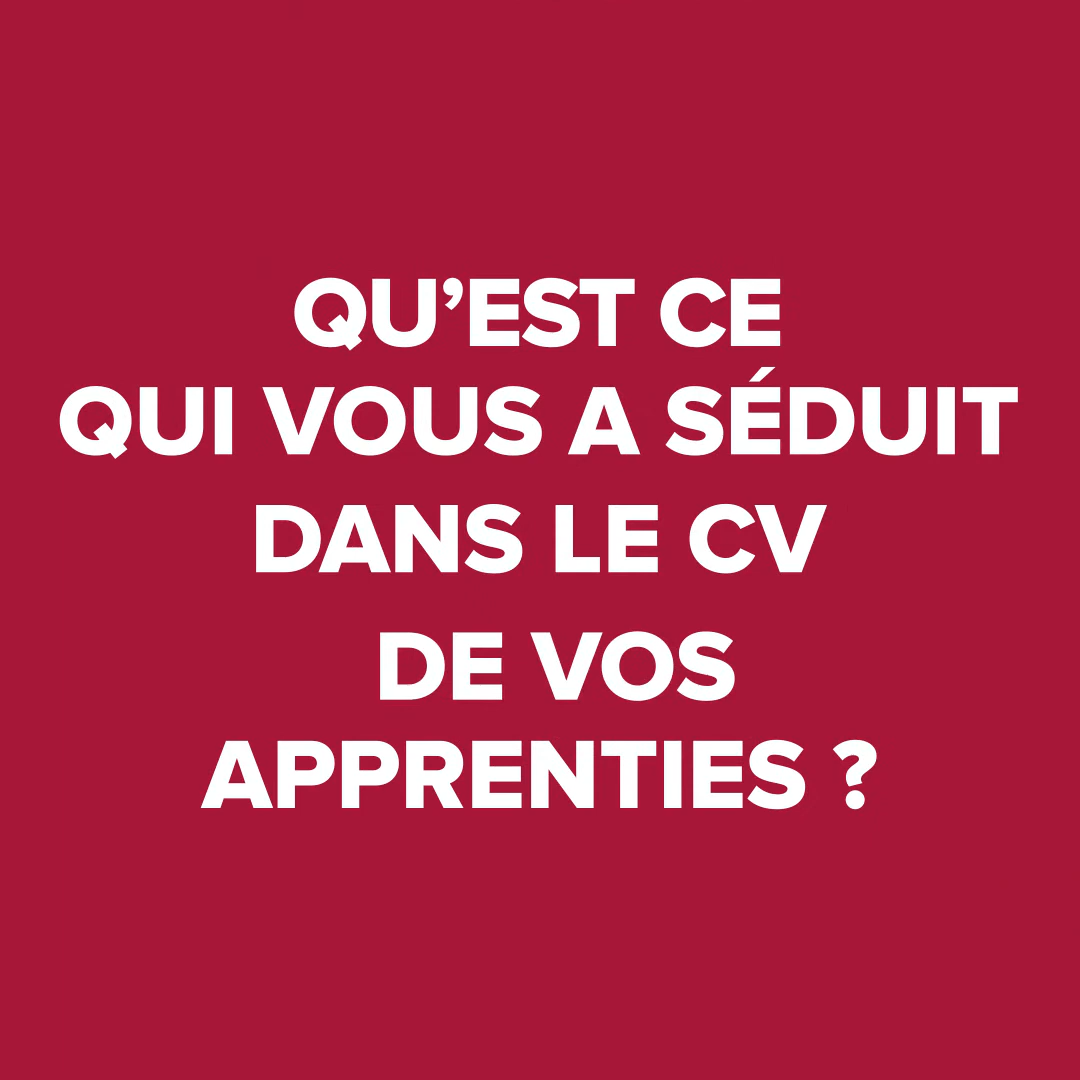 QU’EST CE
QUI VOUS A SÉDUIT
DANS LE CV
DE VOS
APPRENTIES ?